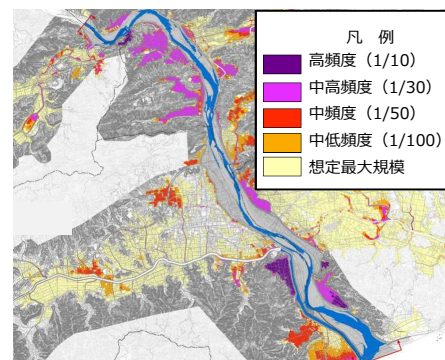 凡 例
高頻度（1/10）
中高頻度（1/30）
中頻度（1/50）
中低頻度（1/100）
想定最大規模